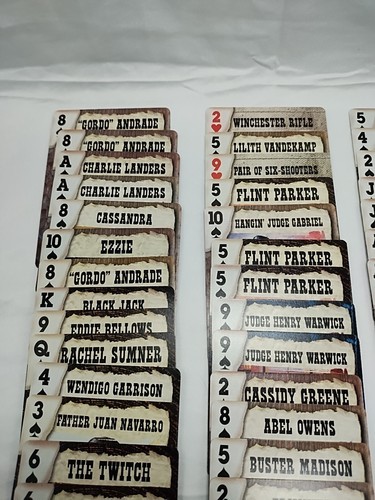 8 "GORDO" ANDRADE
8 "GORDO" ANDRADE
A CHARLIE LANDERS
A CHARLIE LANDERS
8 CASSANDRA
10 EZZIE
8 "GORDO" ANDRADE
K BLACK JACK
9 EDDIE BELLOWS
Q RACHEL SUMNER
4 WENDIGO GARRISON
3 FATHER JUAN NAVARRO
6 THE TWITCH
2 WINCHESTER RIFLE
5 LILITH VANDEKAMP
9 PAIR OF SIX-SHOOTERS
5 FLINT PARKER
10 HANGIN' JUDGE GABRIEL
5 FLINT PARKER
5 FLINT PARKER
9 JUDGE HENRY WARWICK
9 JUDGE HENRY WARWICK
2 CASSIDY GREENE
8 ABEL OWENS
5 BUSTER MADISON
2
5
4
2
J
J